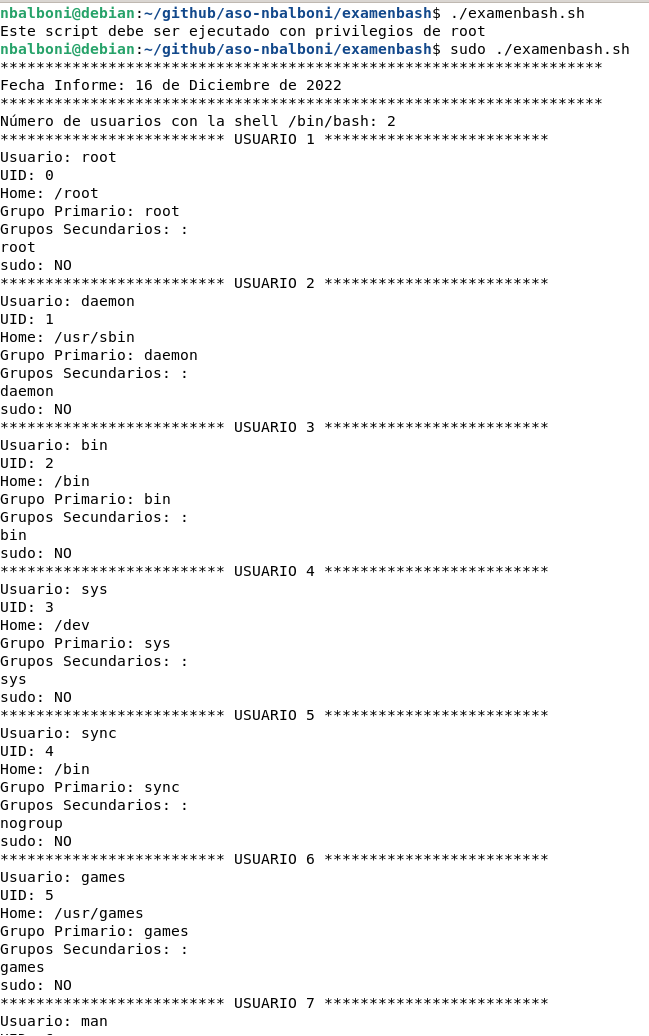 nbalboni@debian:~/github/aso-nbalboni/examenbash$ ./examenbash.sh
Este script debe ser ejecutado con privilegios de root
nbalboni@debian:~/github/aso-nbalboni/examenbash$ sudo ./examenbash.sh
*******************************************************************
Fecha Informe: 16 de Diciembre de 2022
*******************************************************************
Número de usuarios con la shell /bin/bash: 2
************************* USUARIO 1 *************************
Usuario: root
UID: 0
Home: /root
Grupo Primario: root
Grupos Secundarios: :
root
sudo: NO
************************* USUARIO 2 *************************
Usuario: daemon
UID: 1
Home: /usr/sbin
Grupo Primario: daemon
Grupos Secundarios: :
daemon
sudo: NO
************************* USUARIO 3 *************************
Usuario: bin
UID: 2
Home: /bin
Grupo Primario: bin
Grupos Secundarios: :
bin
sudo: NO
************************* USUARIO 4 *************************
Usuario: sys
UID: 3
Home: /dev
Grupo Primario: sys
Grupos Secundarios: :
sys
sudo: NO
************************* USUARIO 5 *************************
Usuario: sync
UID: 4
Home: /bin
Grupo Primario: sync
Grupos Secundarios: :
nogroup
sudo: NO
************************* USUARIO 6 *************************
Usuario: games
UID: 5
Home: /usr/games
Grupo Primario: games
Grupos Secundarios: :
games
sudo: NO
************************* USUARIO 7 *************************
Usuario: man